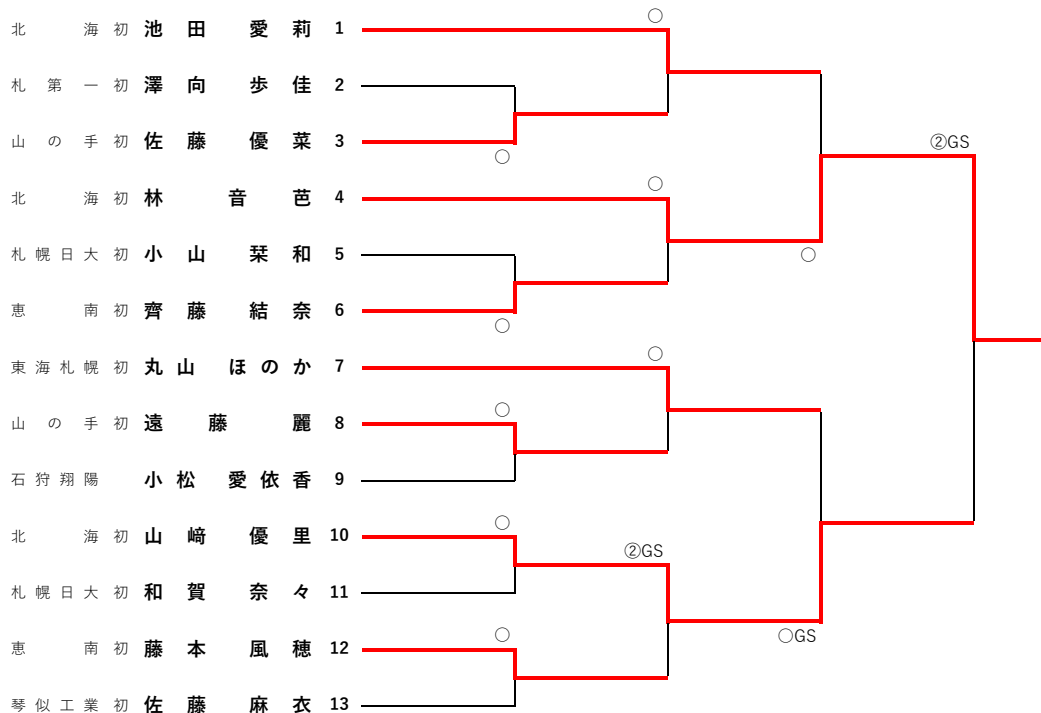 ○
北海 初 池田 愛莉 1
札第一 初 澤向 歩佳 2
②GS
山の手 初 佐藤 優菜 3
○
○
北海 初 林 音芭 4
札幌日大 初 小山 栞和 5
○
恵南 初 齊藤 結奈 6
○
○
東海札幌 初 丸山 ほのか 7
○
山の手 初 遠藤 麗 8
石狩翔陽 小松 愛依香 9
○
北海 初 山﨑 優里 10
②GS
札幌日大 初 和賀 奈々 11
○
○GS
恵南 初 藤本 風穂 12
琴似工業 初 佐藤 麻衣 13